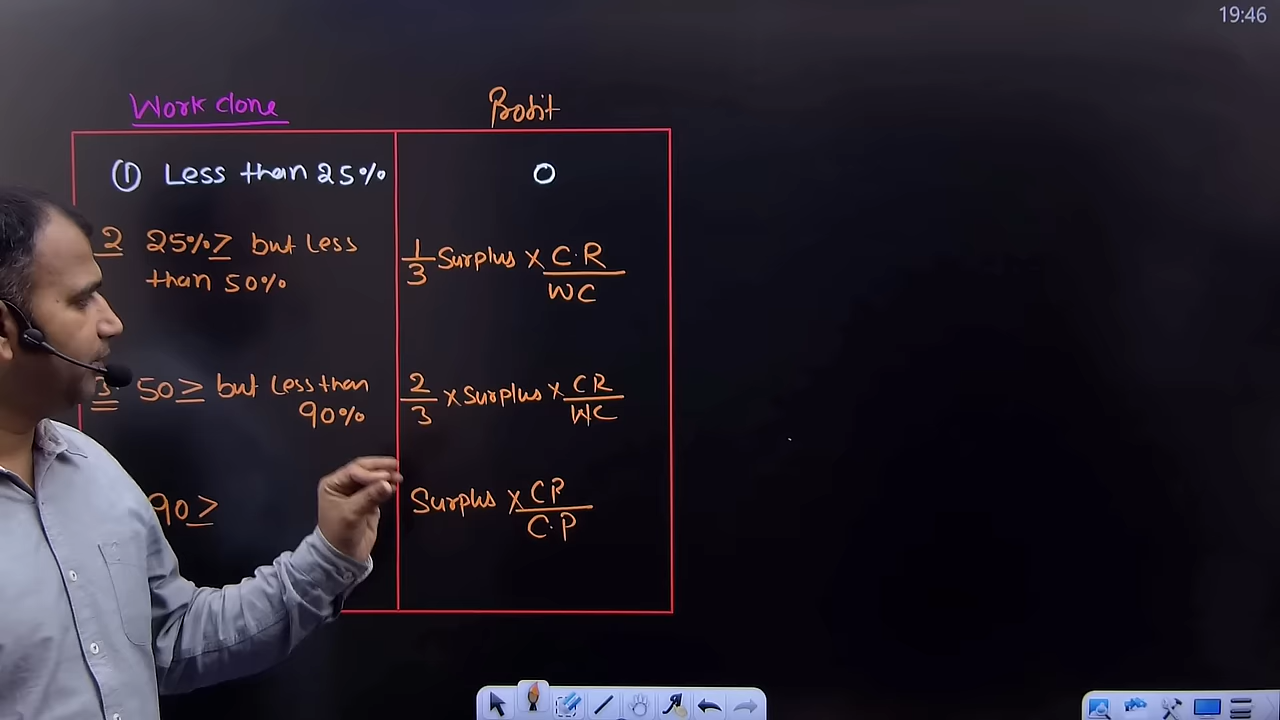 19:46
Work done
Profit
① Less than 25%
0
2 25%≥ but Less
than 50%
1/3 Surplus × C.R
WC
3. 50 ≥ but Less than
90%
2/3 × Surplus × CR
WC
90 ≥
Surplus × CP
C.P